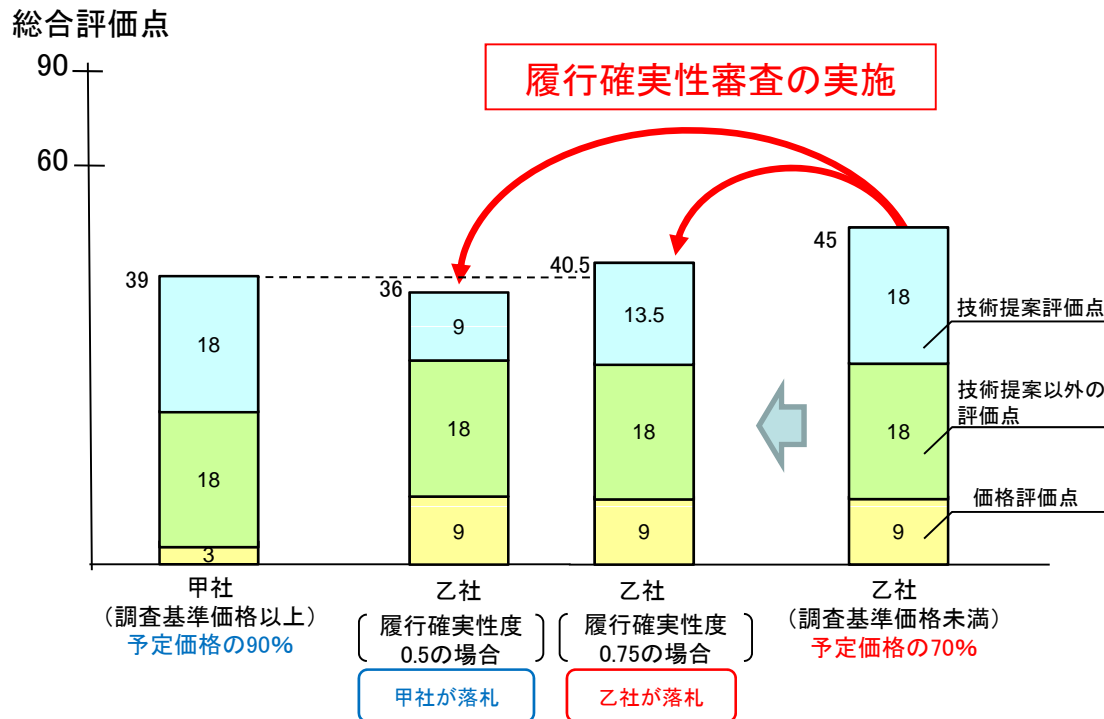 総合評価点
90
60
履行確実性審査の実施
39
18
18
3
36
9
18
9
40.5
13.5
18
9
45
18
18
9
技術提案評価点
技術提案以外の
評価点
価格評価点
甲社
（調査基準価格以上）
予定価格の90%
乙社
履行確実性度
0.5の場合
甲社が落札
乙社
履行確実性度
0.75の場合
乙社が落札
乙社
（調査基準価格未満）
予定価格の70%